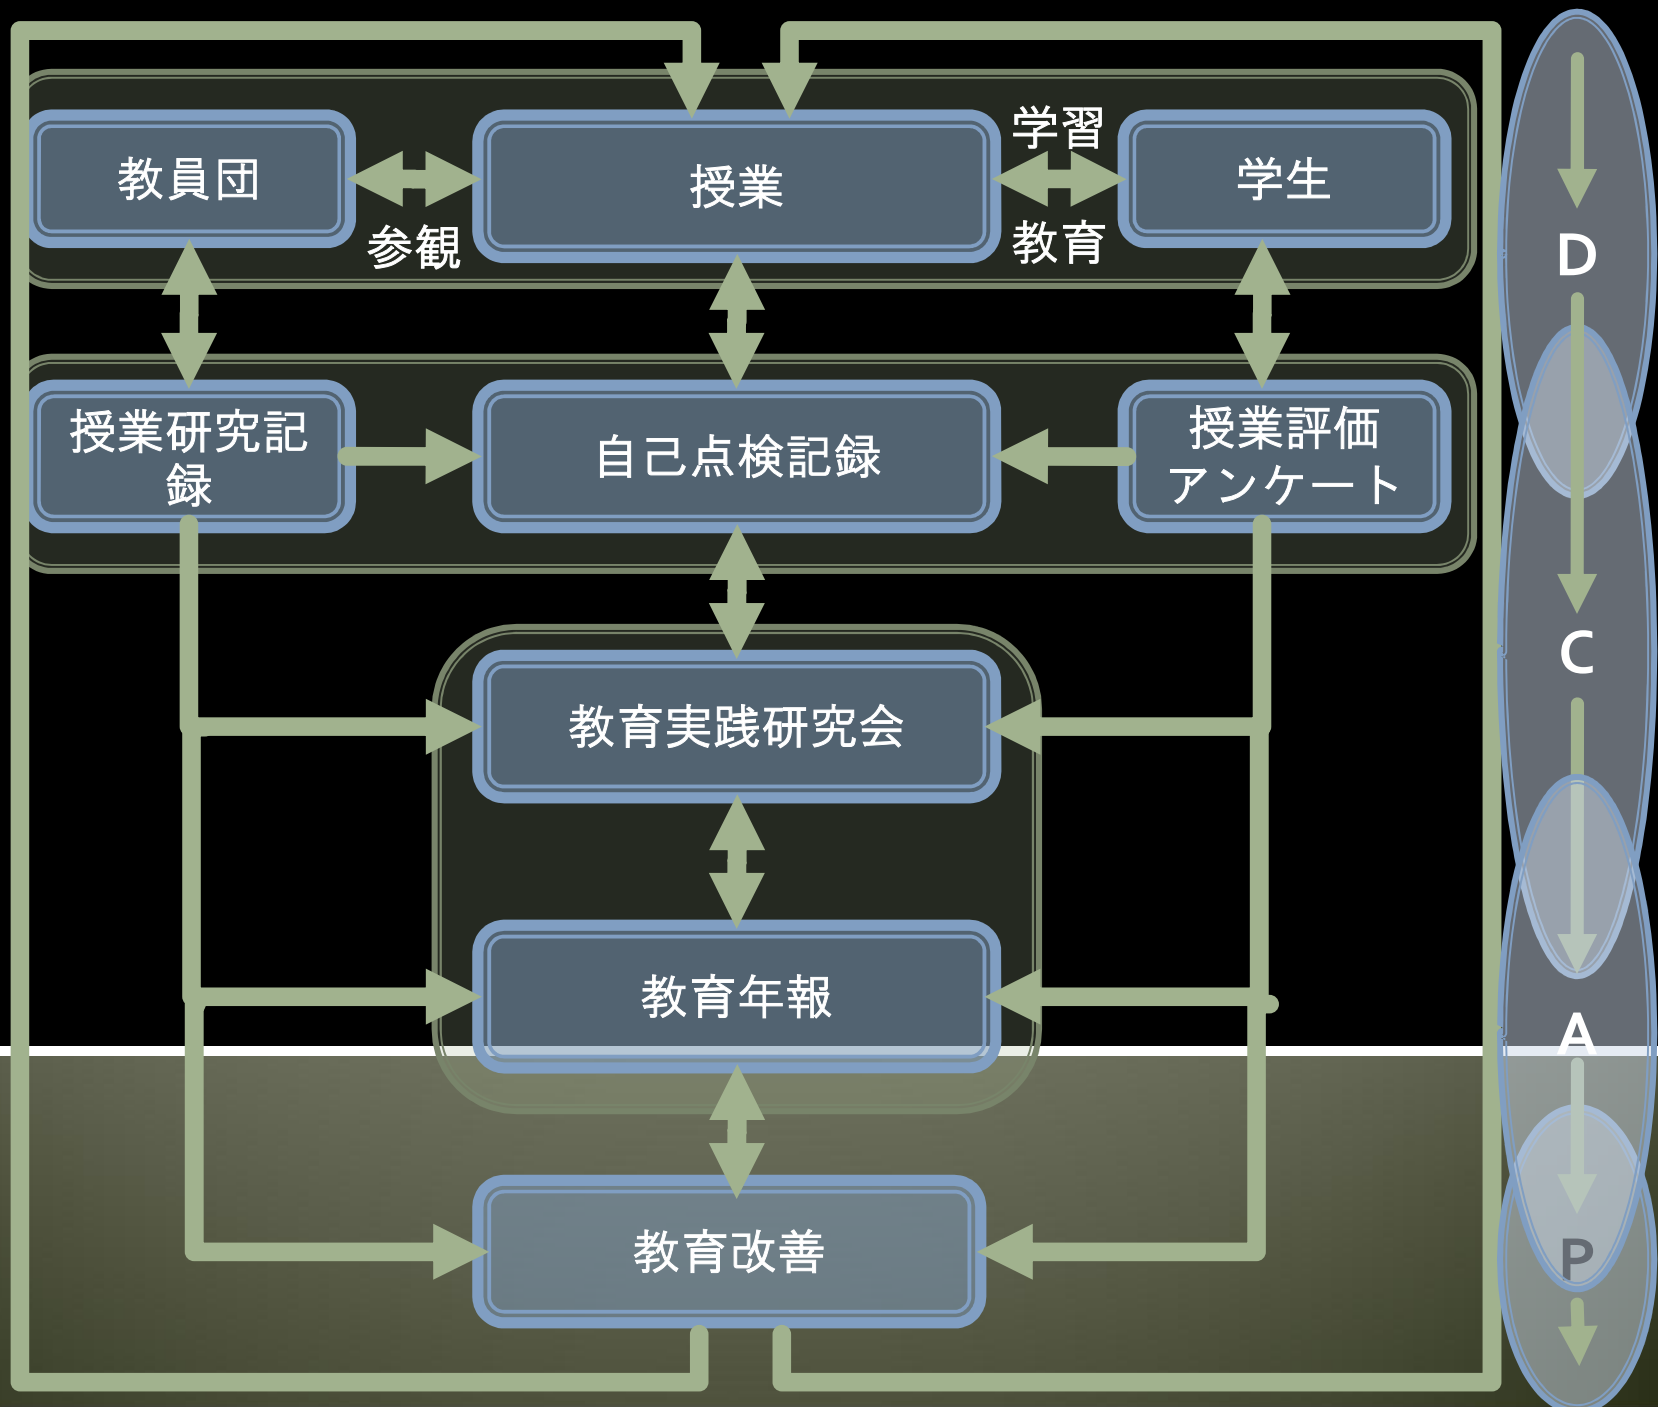 教員団
授業
学習
学生
参観
教育
D
授業研究記
録
自己点検記録
授業評価
アンケート
C
教育実践研究会
教育年報
A
教育改善
P